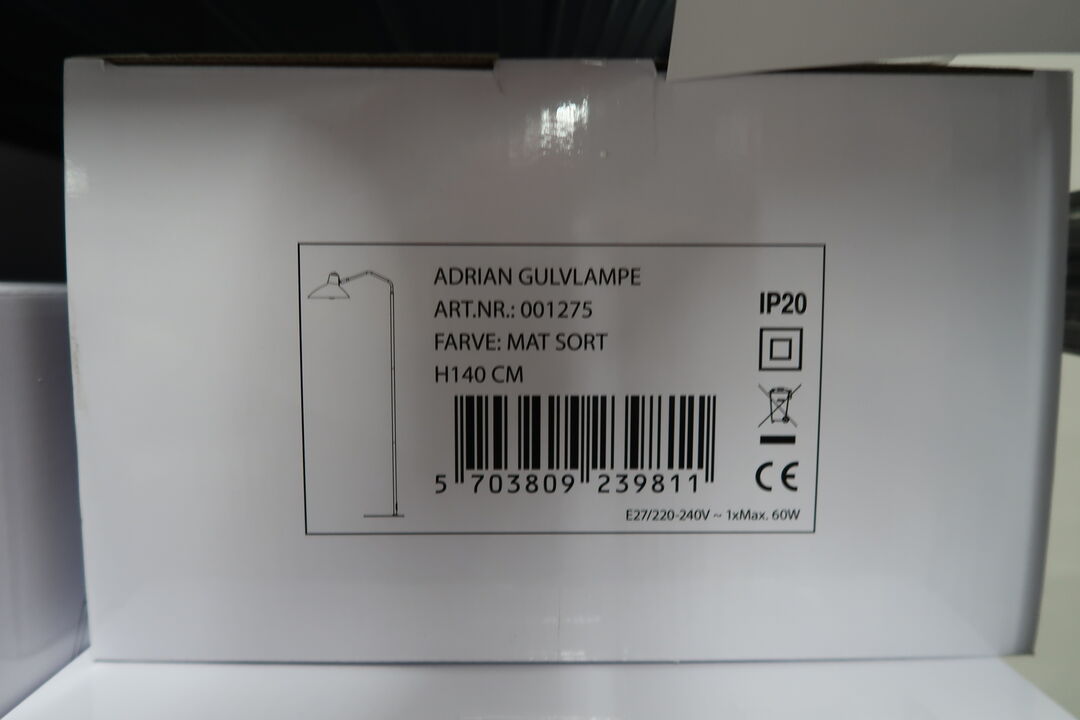 ADRIAN GULVLAMPE
ART.NR.: 001275
FARVE: MAT SORT
H140 CM
IP20
5 703809 239811
CE
E27/220-240V ~ 1xMax. 60W